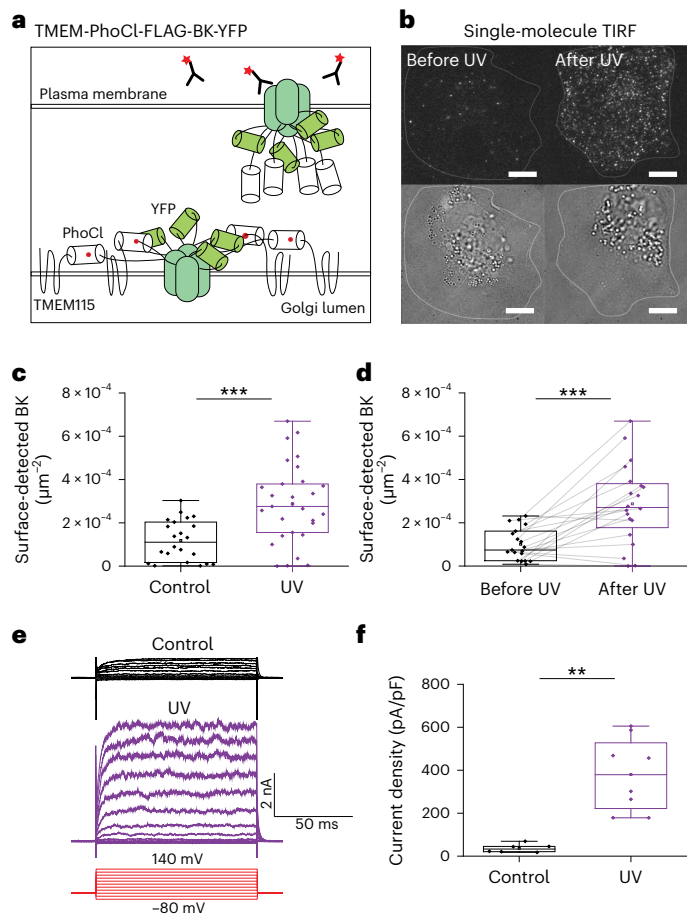 a
TMEM-PhoCl-FLAG-BK-YFP
Plasma membrane
YFP
PhoCl
TMEM115
Golgi lumen
b
Single-molecule TIRF
Before UV
After UV
c
Surface-detected BK
(μm⁻²)
8 × 10⁻⁴
6 × 10⁻⁴
4 × 10⁻⁴
2 × 10⁻⁴
0
***
Control
UV
d
Surface-detected BK
(μm⁻²)
8 × 10⁻⁴
6 × 10⁻⁴
4 × 10⁻⁴
2 × 10⁻⁴
0
***
Before UV
After UV
e
Control
UV
2 nA
50 ms
140 mV
−80 mV
f
Current density (pA/pF)
800
600
400
200
0
**
Control
UV